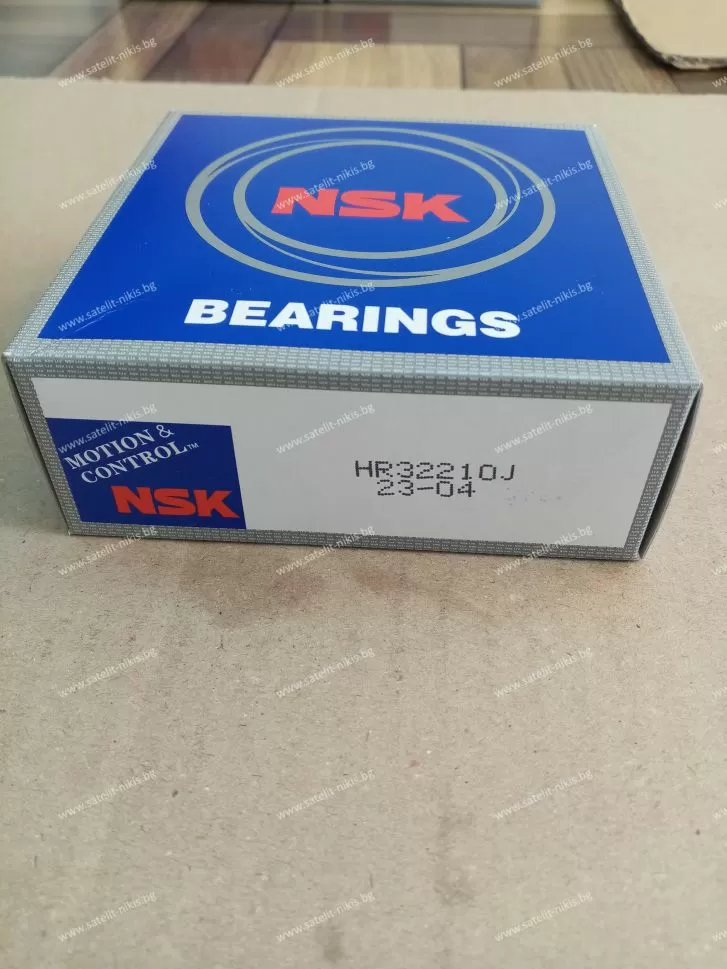 NSK
BEARINGS
MOTION &
CONTROL™
NSK
HR32210J
23-04
www.satelit-nikis.bg